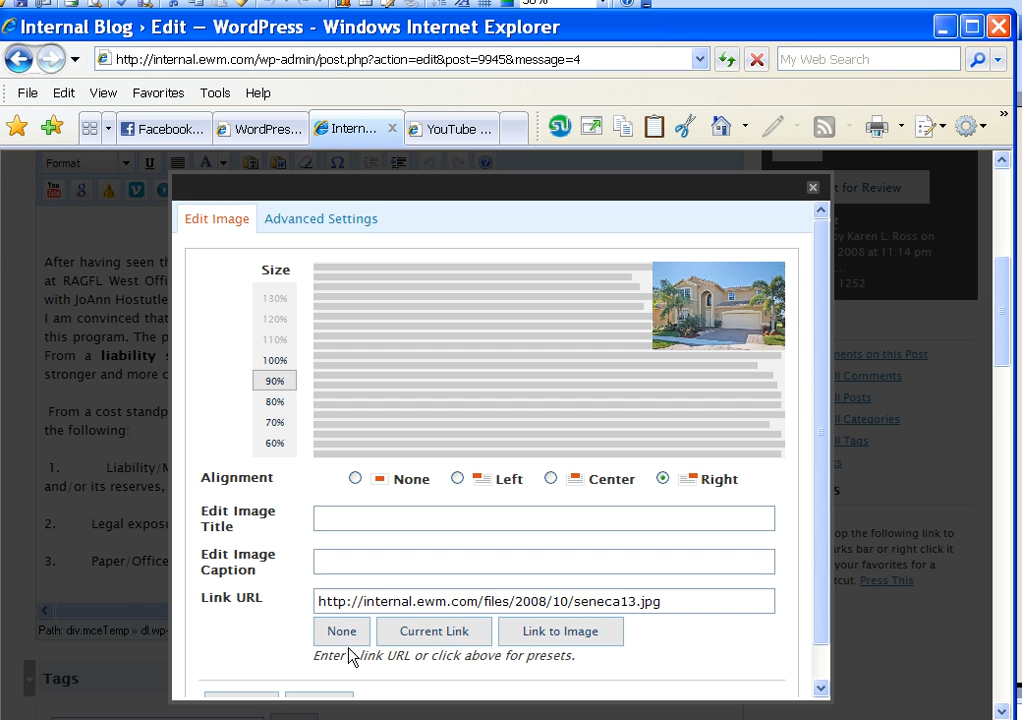 Internal Blog › Edit — WordPress - Windows Internet Explorer
http://internal.ewm.com/wp-admin/post.php?action=edit&post=9945&message=4
My Web Search
File Edit View Favorites Tools Help
Facebook... WordPress... Intern... YouTube ...
Format
Edit Image Advanced Settings
t for Review
by Karen L. Ross on
2008 at 11:14 pm
1252
Size
130%
120%
110%
100%
90%
80%
70%
60%
After having seen th
at RAGFL West Offi
with JoAnn Hostutle
I am convinced that
this program. The p
From a liability s
stronger and more c
From a cost standp
the following:
1. Liability/M
and/or its reserves,
2. Legal exposu
3. Paper/Office
Path: div.mceTemp » dl.wp-
Tags
ments on this Post
ll Comments
ll Posts
ll Categories
ll Tags
Alignment None Left Center Right
Edit Image
Title
Edit Image
Caption
Link URL
http://internal.ewm.com/files/2008/10/seneca13.jpg
None Current Link Link to Image
Enter link URL or click above for presets.
op the following link to
rks bar or right click it
your favorites for a
tcut. Press This